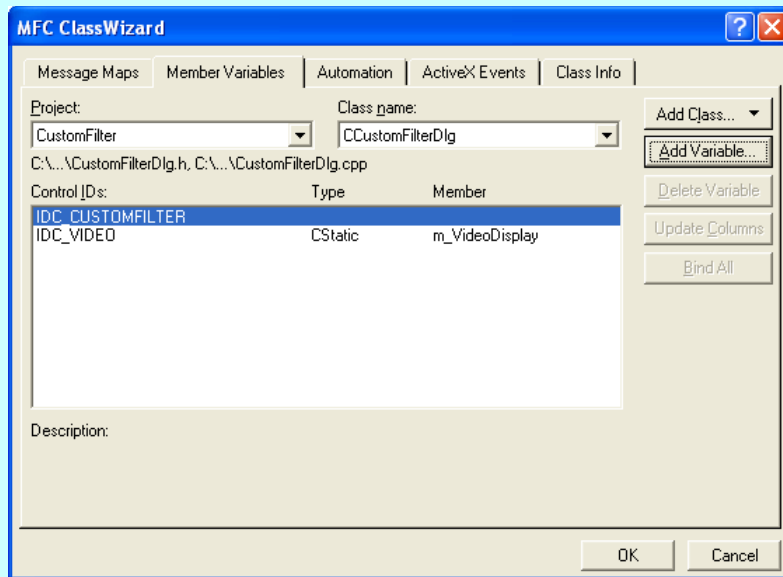 MFC ClassWizard
Message Maps Member Variables Automation ActiveX Events Class Info
Project: Class name:
CustomFilter CCustomFilterDlg Add Class...
C:\...\CustomFilterDlg.h, C:\...\CustomFilterDlg.cpp Add Variable...
Control IDs: Type Member Delete Variable
IDC_CUSTOMFILTER
IDC_VIDEO CStatic m_VideoDisplay Update Columns
Bind All
Description:
OK Cancel